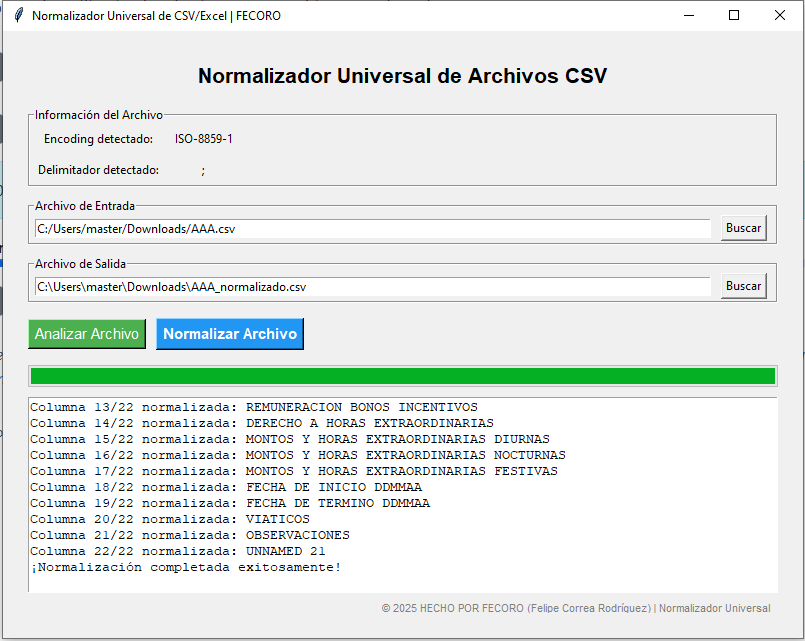 Normalizador Universal de CSV/Excel | FECORO
Normalizador Universal de Archivos CSV
Información del Archivo
Encoding detectado: ISO-8859-1
Delimitador detectado: ;
Archivo de Entrada
C:/Users/master/Downloads/AAA.csv Buscar
Archivo de Salida
C:\Users\master\Downloads\AAA_normalizado.csv Buscar
Analizar Archivo Normalizar Archivo
Columna 13/22 normalizada: REMUNERACION BONOS INCENTIVOS
Columna 14/22 normalizada: DERECHO A HORAS EXTRAORDINARIAS
Columna 15/22 normalizada: MONTOS Y HORAS EXTRAORDINARIAS DIURNAS
Columna 16/22 normalizada: MONTOS Y HORAS EXTRAORDINARIAS NOCTURNAS
Columna 17/22 normalizada: MONTOS Y HORAS EXTRAORDINARIAS FESTIVAS
Columna 18/22 normalizada: FECHA DE INICIO DDMMAA
Columna 19/22 normalizada: FECHA DE TERMINO DDMMAA
Columna 20/22 normalizada: VIATICOS
Columna 21/22 normalizada: OBSERVACIONES
Columna 22/22 normalizada: UNNAMED 21
¡Normalización completada exitosamente!
© 2025 HECHO POR FECORO (Felipe Correa Rodríguez) | Normalizador Universal